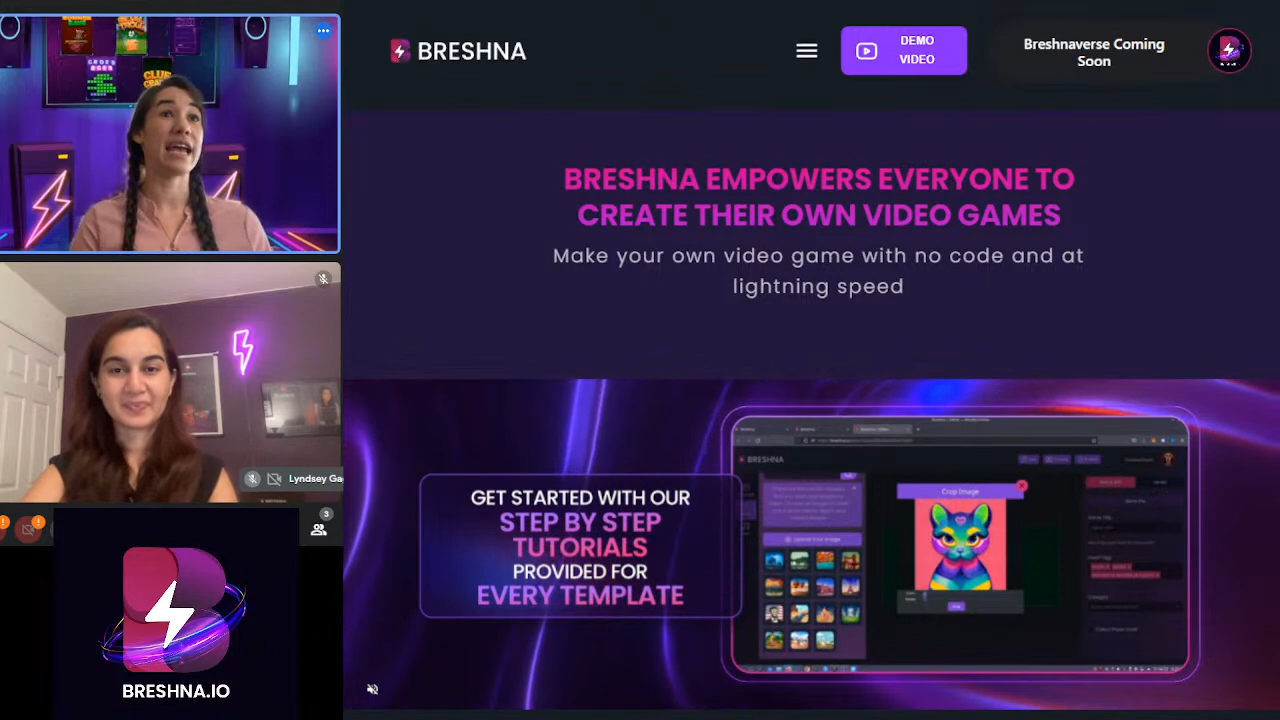 BRESHNA
DEMO
VIDEO
Breshnaverse Coming
Soon
BRESHNA EMPOWERS EVERYONE TO
CREATE THEIR OWN VIDEO GAMES
Make your own video game with no code and at
lightning speed
Lyndsey Ga
3
BRESHNA.IO
GET STARTED WITH OUR
STEP BY STEP
TUTORIALS
PROVIDED FOR
EVERY TEMPLATE
BRESHNA
Crop Image